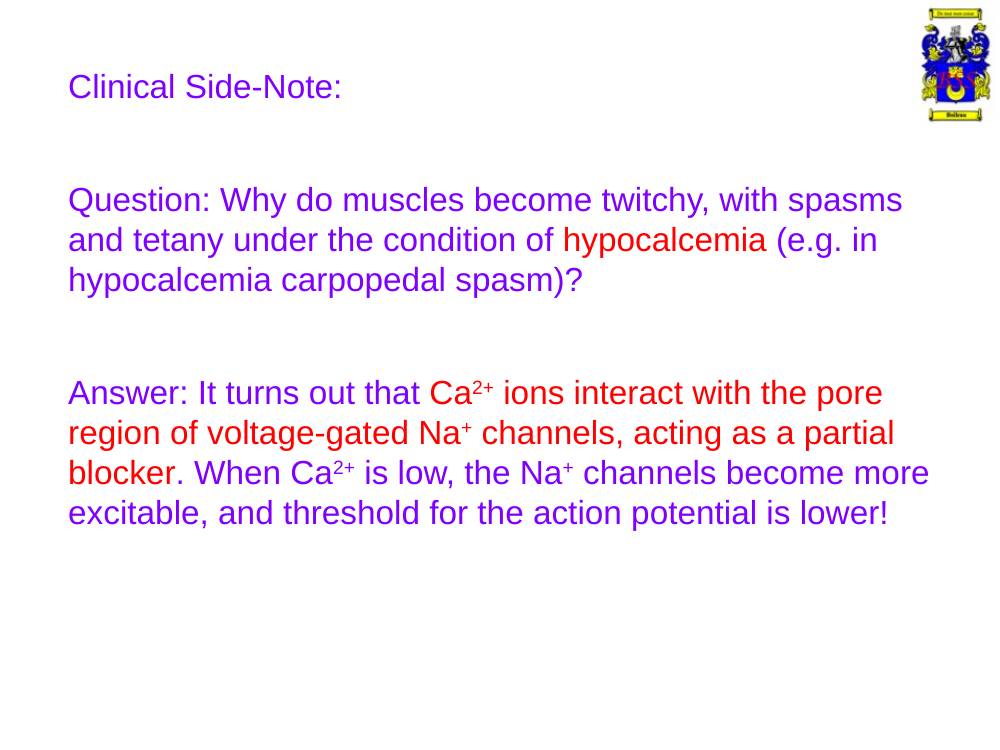 Clinical Side-Note:
Question: Why do muscles become twitchy, with spasms
and tetany under the condition of hypocalcemia (e.g. in
hypocalcemia carpopedal spasm)?
Answer: It turns out that Ca²⁺ ions interact with the pore
region of voltage-gated Na⁺ channels, acting as a partial
blocker. When Ca²⁺ is low, the Na⁺ channels become more
excitable, and threshold for the action potential is lower!